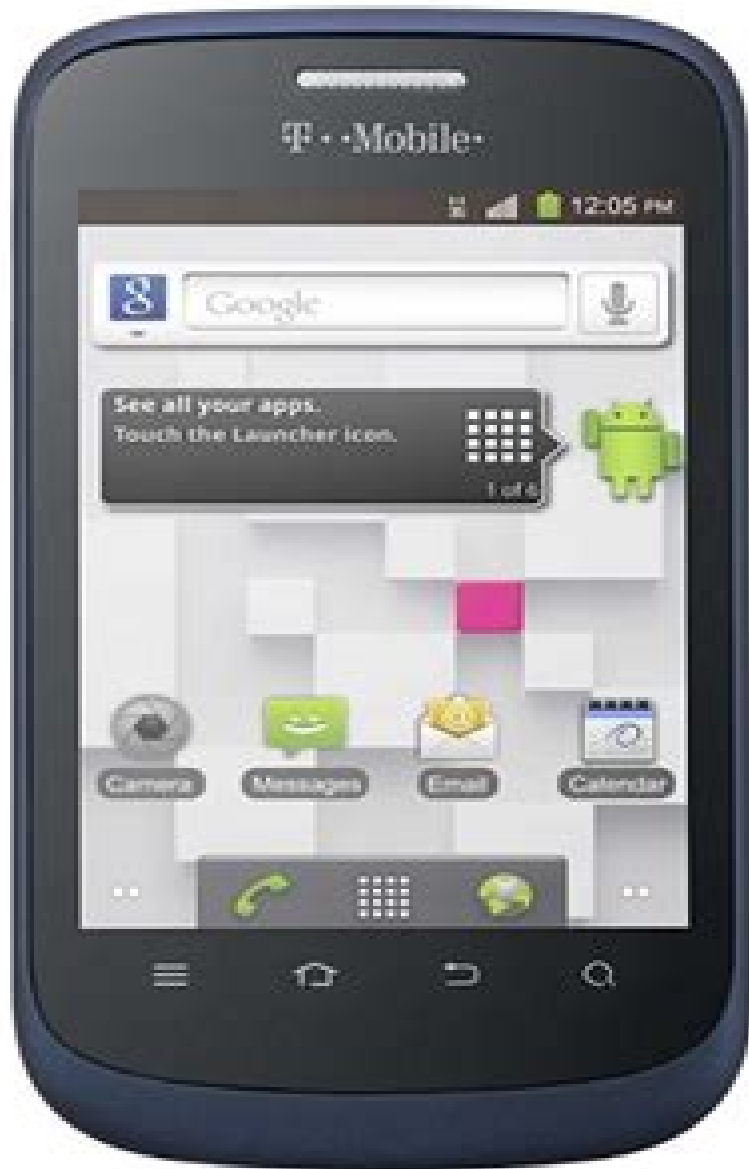 T··Mobile·
12:05 PM
8 Google
See all your apps.
Touch the Launcher icon.
1 of 6
Camera Messages Email Calendar